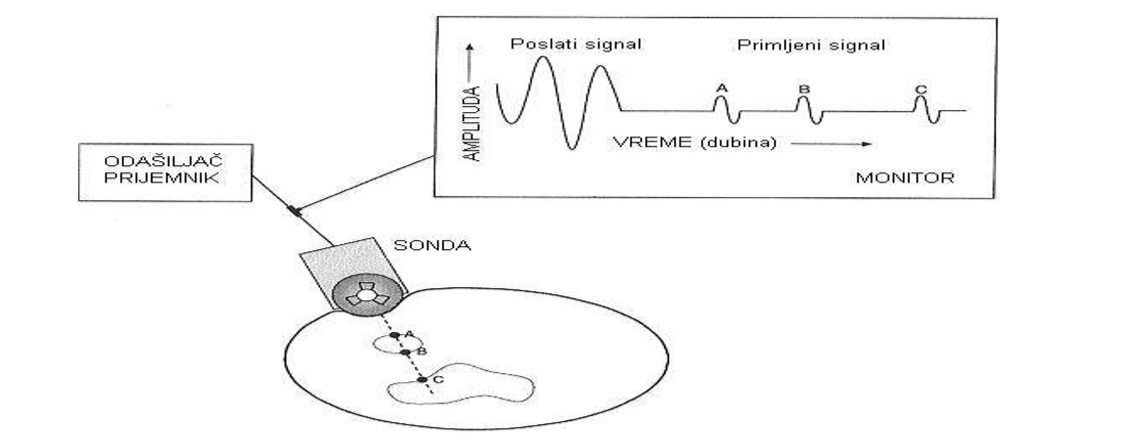 Poslati signal
Primljeni signal
AMPLITUDA
A
B
C
VREME (dubina)
MONITOR
ODAŠILJAČ
PRIJEMNIK
SONDA
A
B
C